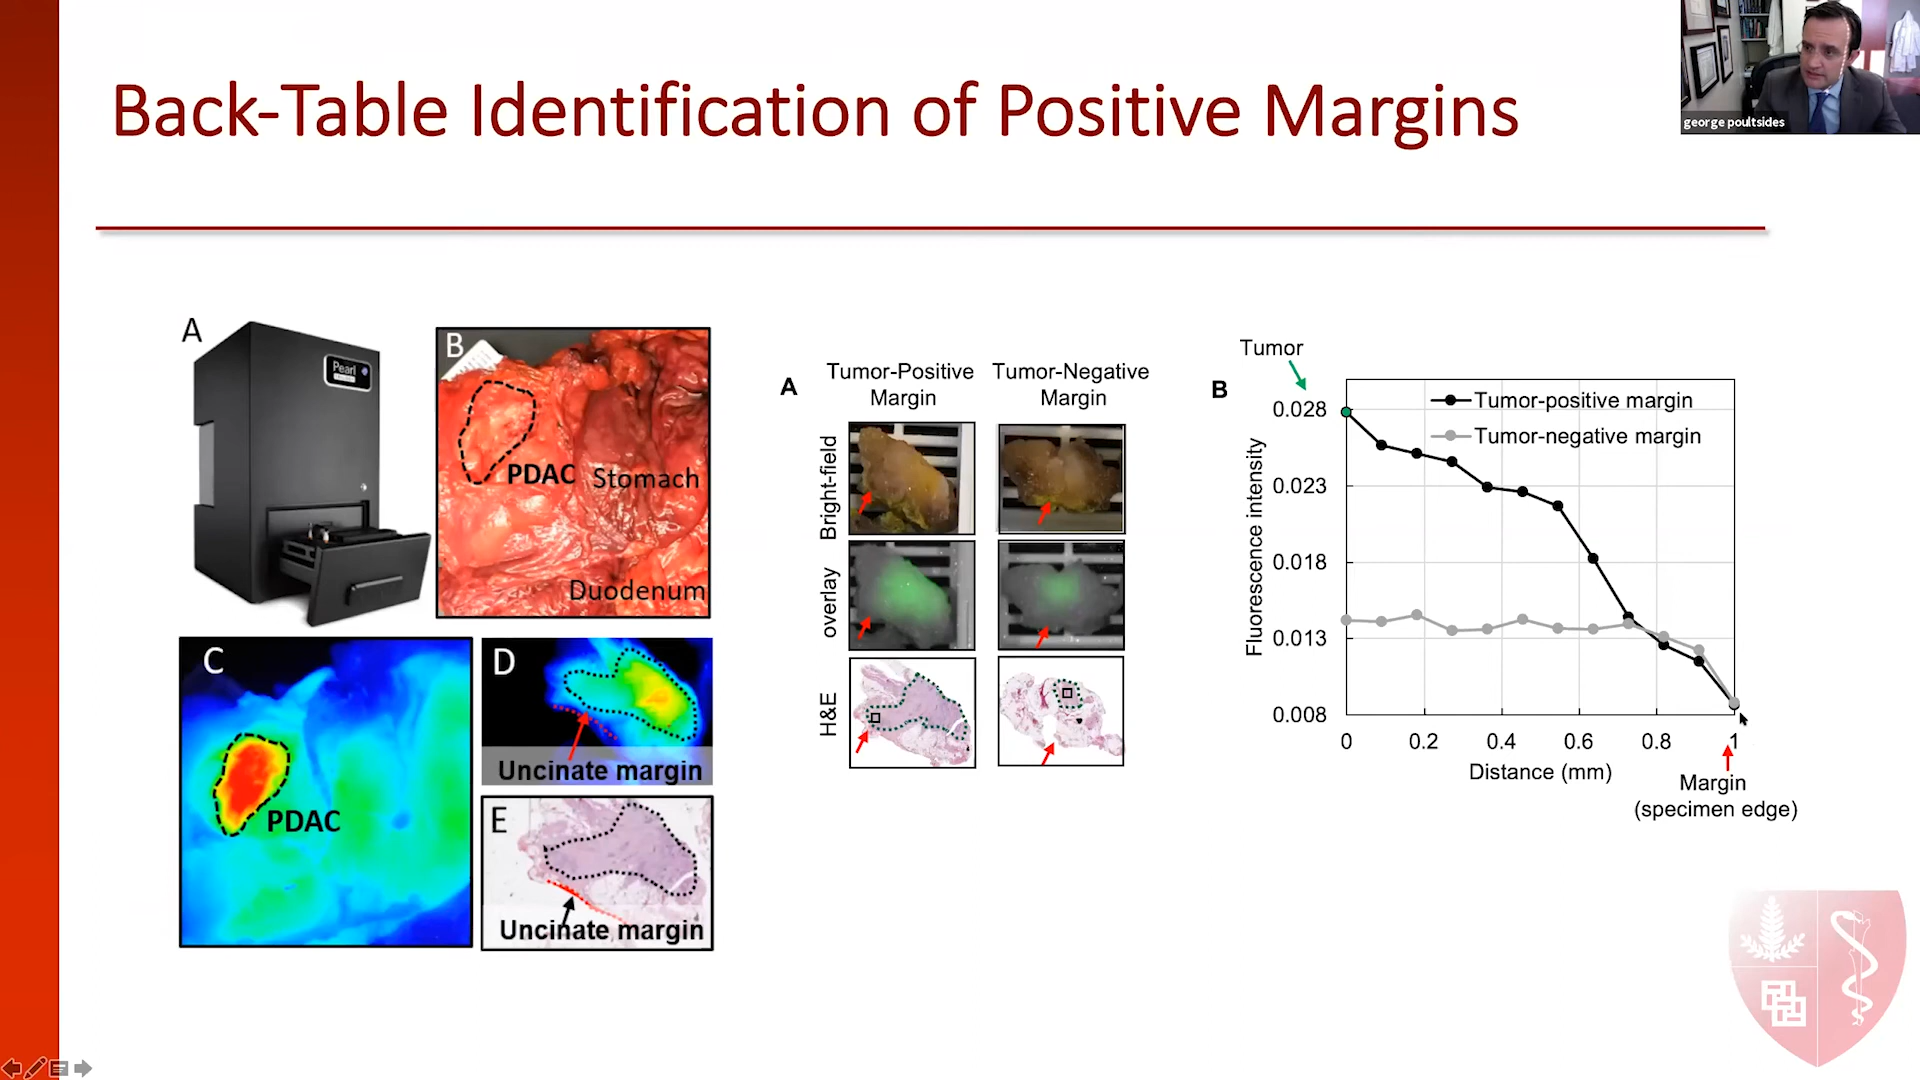 george poultsides
Back-Table Identification of Positive Margins
A
Pearl
B
PDAC
Stomach
Duodenum
C
PDAC
D
Uncinate margin
E
Uncinate margin
A
Tumor-Positive
Margin
Tumor-Negative
Margin
Bright-field
overlay
H&E
B
Tumor
Tumor-positive margin
Tumor-negative margin
Fluorescence intensity
0.028
0.023
0.018
0.013
0.008
0
0.2
0.4
0.6
0.8
1
Distance (mm)
Margin
(specimen edge)